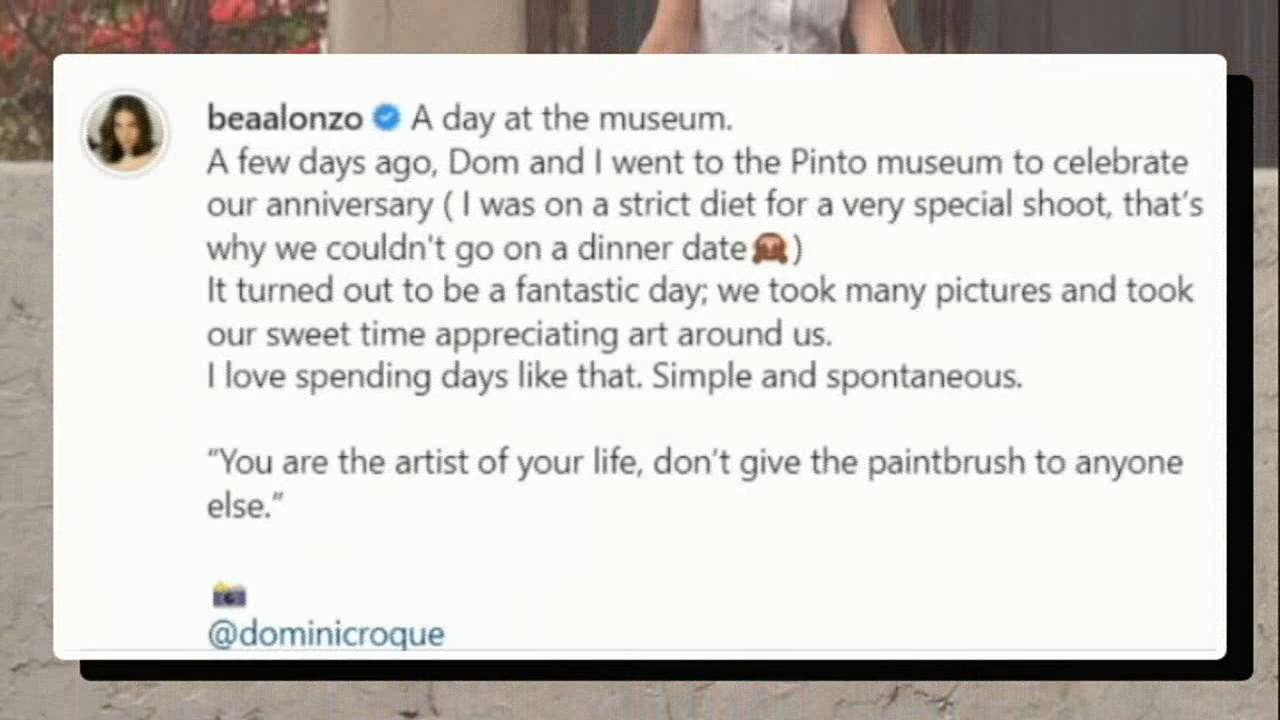 beaalonzo A day at the museum.
A few days ago, Dom and I went to the Pinto museum to celebrate
our anniversary ( I was on a strict diet for a very special shoot, that's
why we couldn't go on a dinner date🙈)
It turned out to be a fantastic day; we took many pictures and took
our sweet time appreciating art around us.
I love spending days like that. Simple and spontaneous.
“You are the artist of your life, don’t give the paintbrush to anyone
else.”
📸
@dominicroque